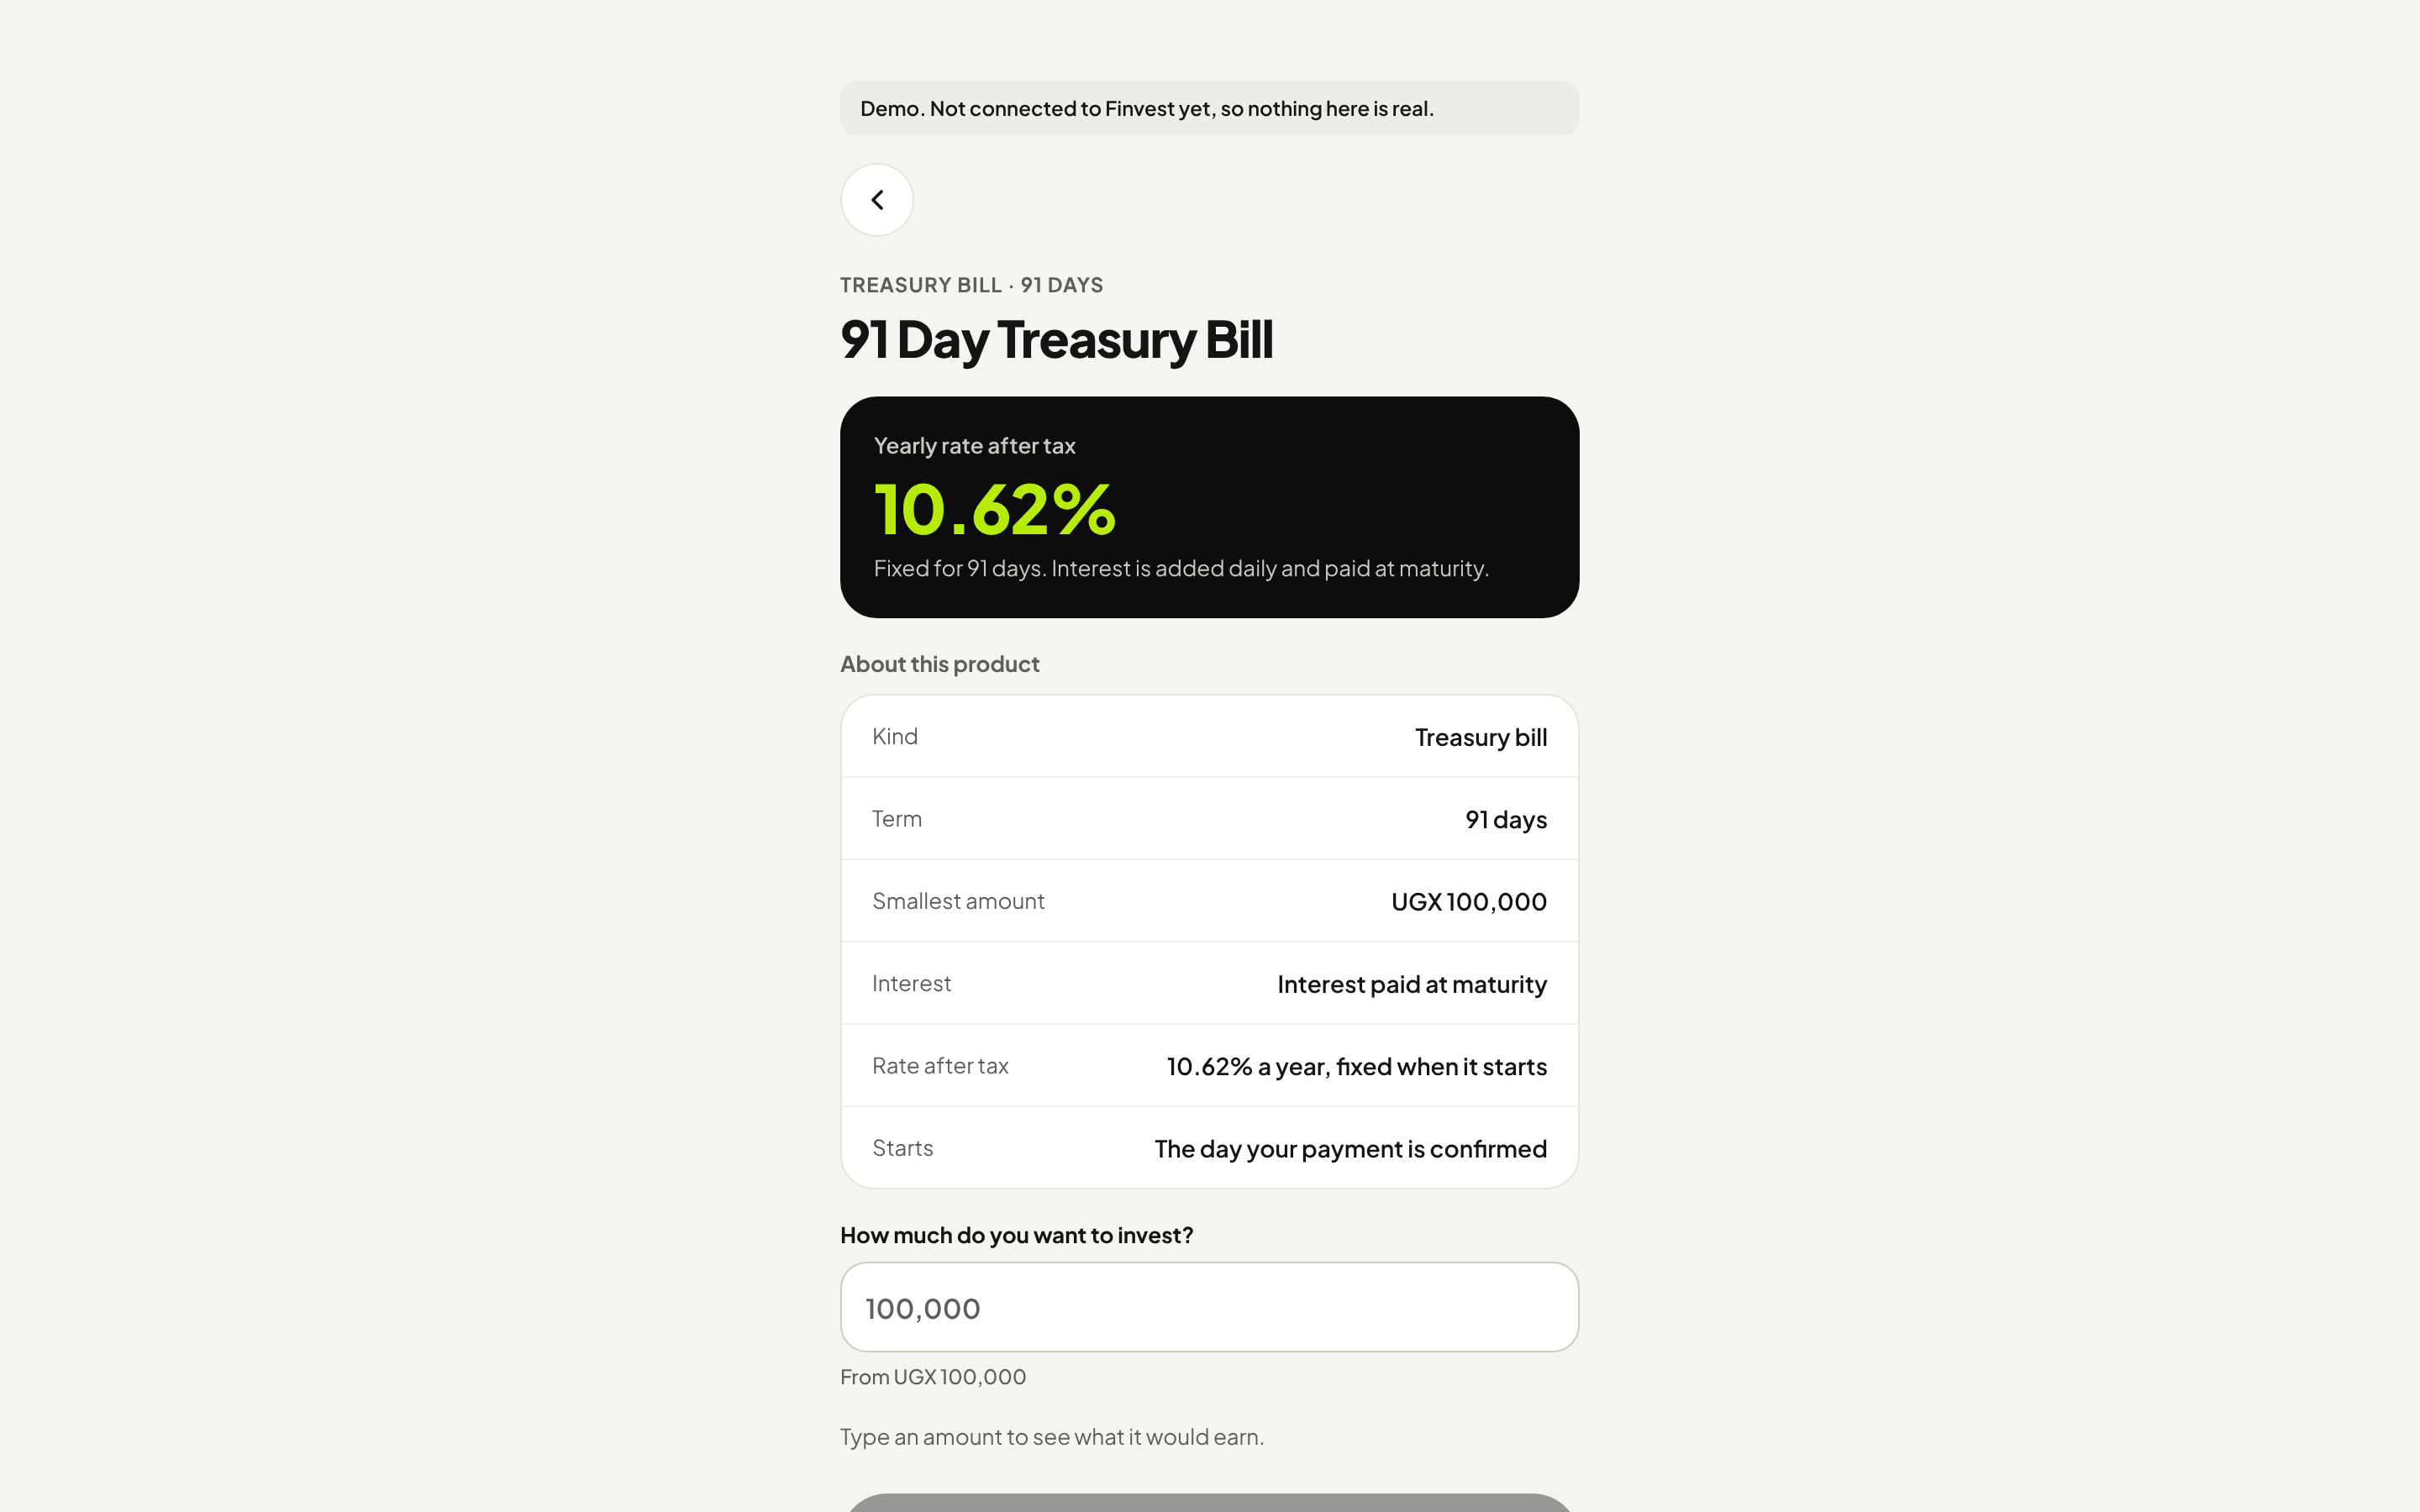 Demo. Not connected to Finvest yet, so nothing here is real.
TREASURY BILL · 91 DAYS
91 Day Treasury Bill
Yearly rate after tax
10.62%
Fixed for 91 days. Interest is added daily and paid at maturity.
About this product
Kind Treasury bill
Term 91 days
Smallest amount UGX 100,000
Interest Interest paid at maturity
Rate after tax 10.62% a year, fixed when it starts
Starts The day your payment is confirmed
How much do you want to invest?
100,000
From UGX 100,000
Type an amount to see what it would earn.